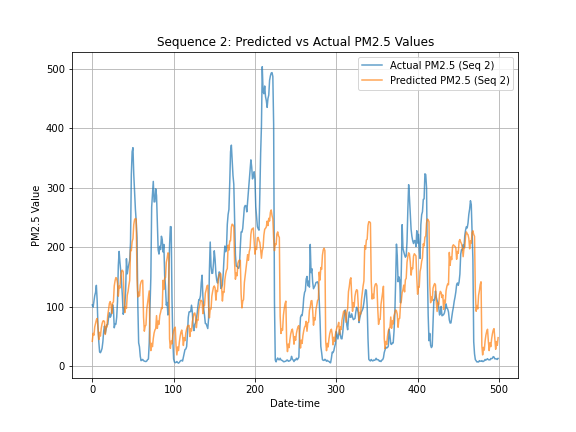 Sequence 2: Predicted vs Actual PM2.5 Values
Actual PM2.5 (Seq 2)
Predicted PM2.5 (Seq 2)
PM2.5 Value
500
400
300
200
100
0
0
100
200
300
400
500
Date-time